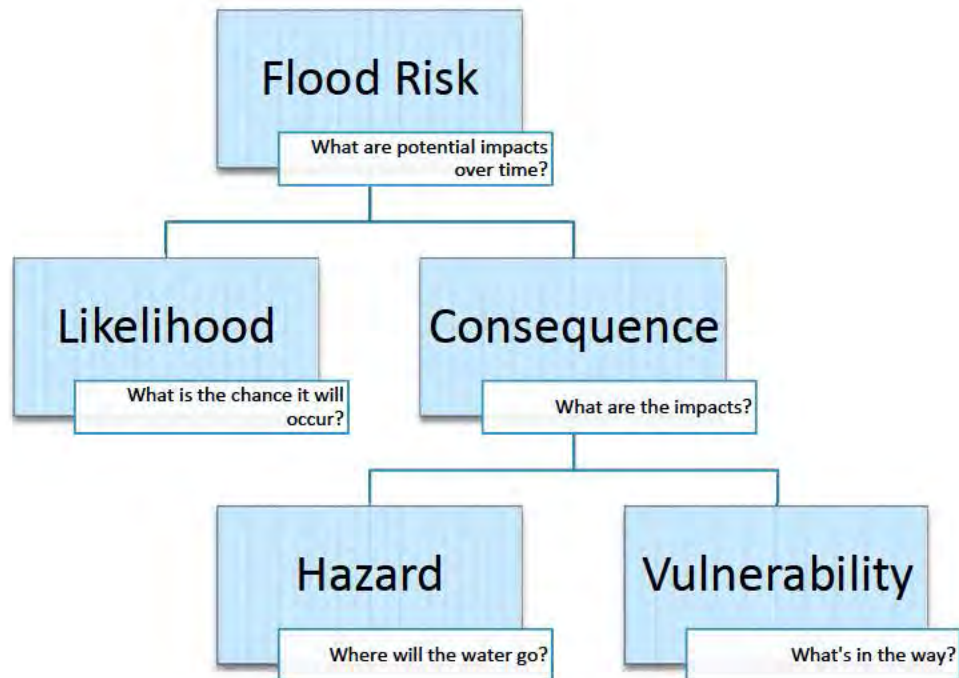 Flood Risk
What are potential impacts
over time?
Likelihood
What is the chance it will
occur?
Consequence
What are the impacts?
Hazard
Where will the water go?
Vulnerability
What's in the way?